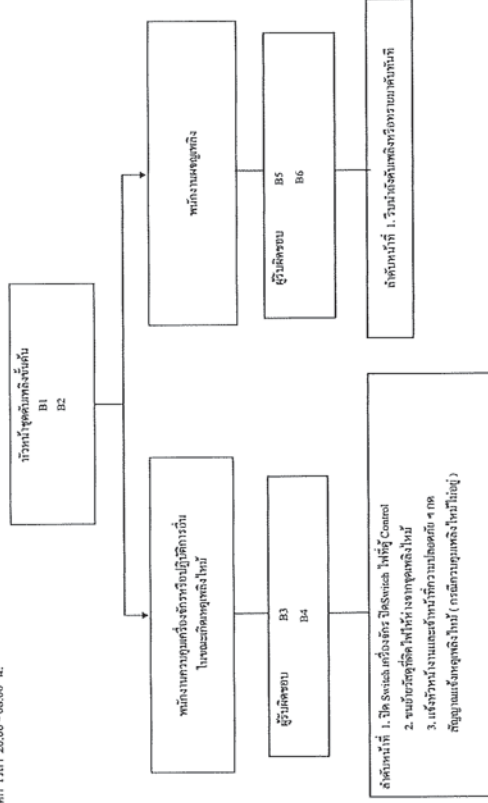 เวลา 20.00 - 08.00 น.
หัวหน้าชุดดับเพลิงขั้นต้น
B1
B2
พนักงานควบคุมเครื่องจักรหรือปฏิบัติการอื่น
ในขณะเกิดเหตุเพลิงไหม้
พนักงานผจญเพลิง
ผู้รับผิดชอบ B3
B4
ผู้รับผิดชอบ B5
B6
ลำดับหน้าที่ 1. ปิด Switch เครื่องจักร ปิดSwitch ไฟที่ตู้ Control
2. ขนย้ายวัสดุที่ติดไฟให้ห่างจากจุดเพลิงไหม้
3. แจ้งหัวหน้างานและเจ้าหน้าที่ความปลอดภัย ฯ กด
สัญญาณแจ้งเหตุเพลิงไหม้ ( กรณีควบคุมเพลิงไหม้ไม่อยู่ )
ลำดับหน้าที่ 1. รีบนำถังดับเพลิงหรือทรายมาดับทันที